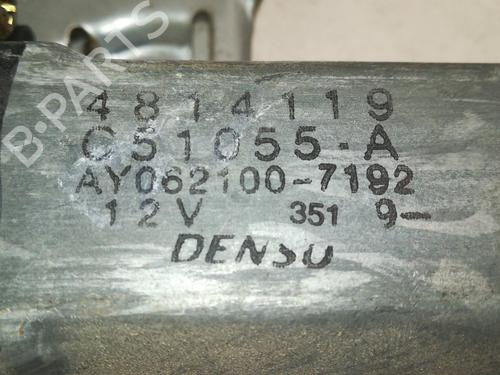 4814119
C51055-A
AY062100-7192
12V 351 9-
DENSO
B-PARTS